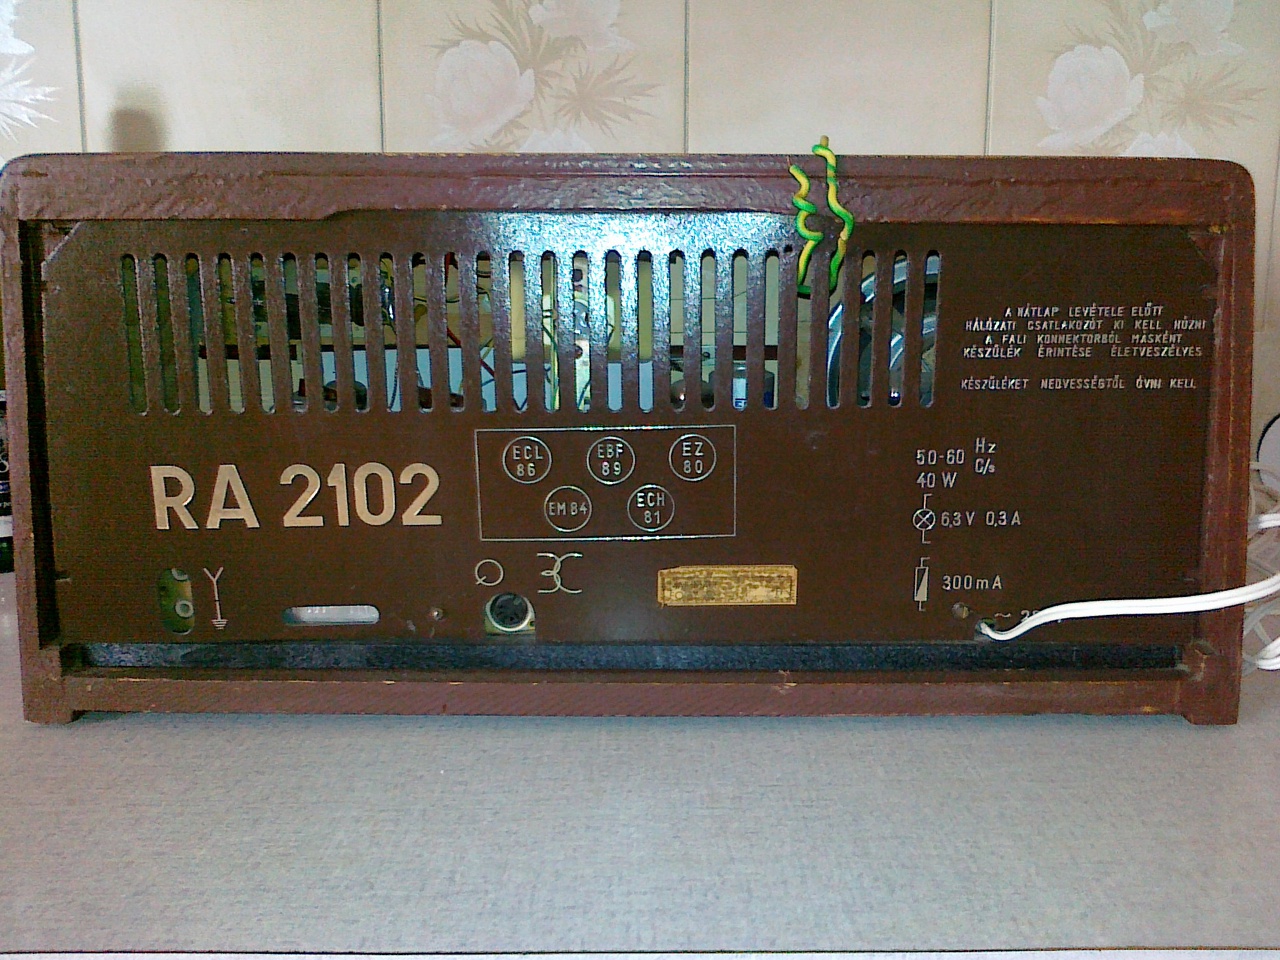 A HÁTLAP LEVÉTELE ELŐTT
HÁLÓZATI CSATLAKOZÓT KI KELL HÚZNI
A FALI KONNEKTORBÓL MÁSKÉNT
KÉSZÜLÉK ÉRINTÉSE ÉLETVESZÉLYES
KÉSZÜLÉKET NEDVESSÉGTŐL ÓVNI KELL
RA 2102
ECL
86
EBF
89
EZ
80
EM 84
ECH
81
50-60 Hz
C/s
40 W
6,3 V 0,3 A
300mA
~